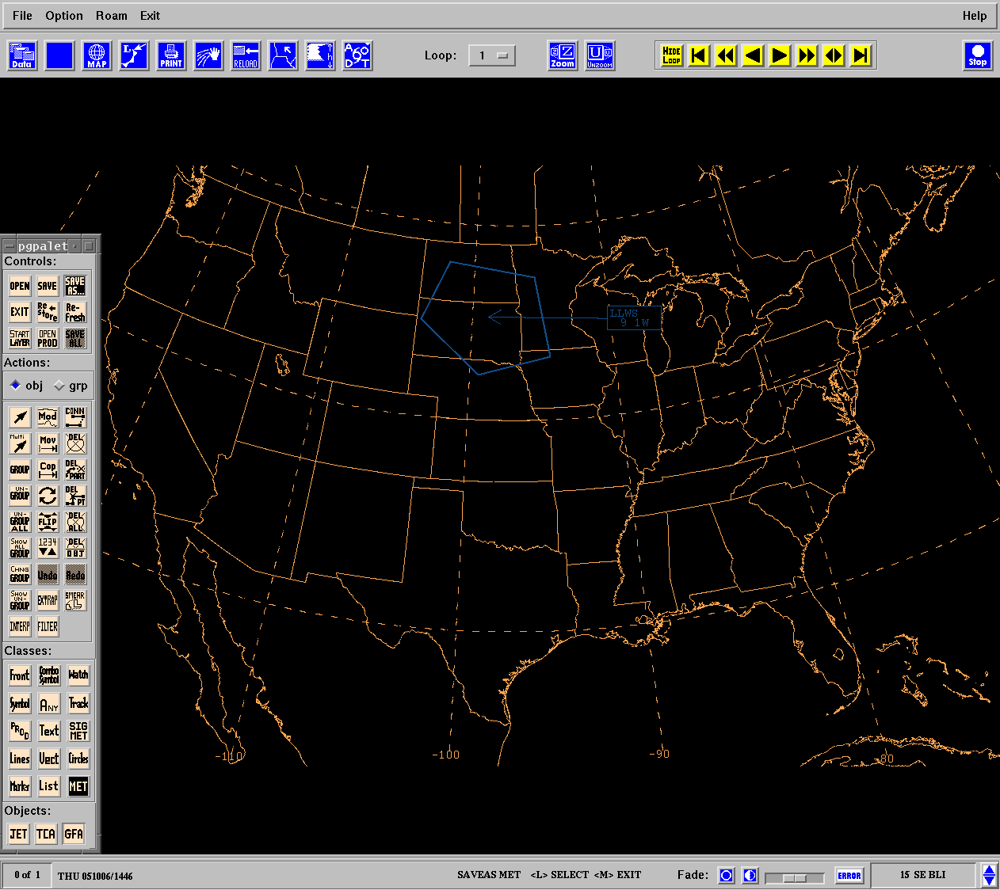 File Option Roam Exit Help
Data MAP L PRINT RELOAD h A G O D T Loop: 1 Z Zoom U UNZOOM HIDE LOOP Stop
pgpalet
Controls:
OPEN SAVE SAVE AS...
EXIT Re store Re- Fresh
START LAYER OPEN PROD SAVE ALL
Actions:
obj grp
Mod CONN
Multi Mov DEL
GROUP Cop DEL PART
UN- GROUP DEL PT
UN- GROUP ALL FLIP DEL ALL
SHOW ALL GROUP 1234 DEL OBJ
CHNG GROUP Undo Redo
SHOW UN- GROUP EXTRAP SMEAR
INTERP FILTER
Classes:
Front Combo Symbol Watch
Symbol ANY Track
PROD Text SIG MET
Lines Vect Circles
Marker List MET
Objects:
JET TCA GFA
LLWS
9 1W
-110 -100 -90 80
0 of 1 THU 051006/1446 SAVEAS MET <L> SELECT <M> EXIT Fade: ERROR 15 SE BLI